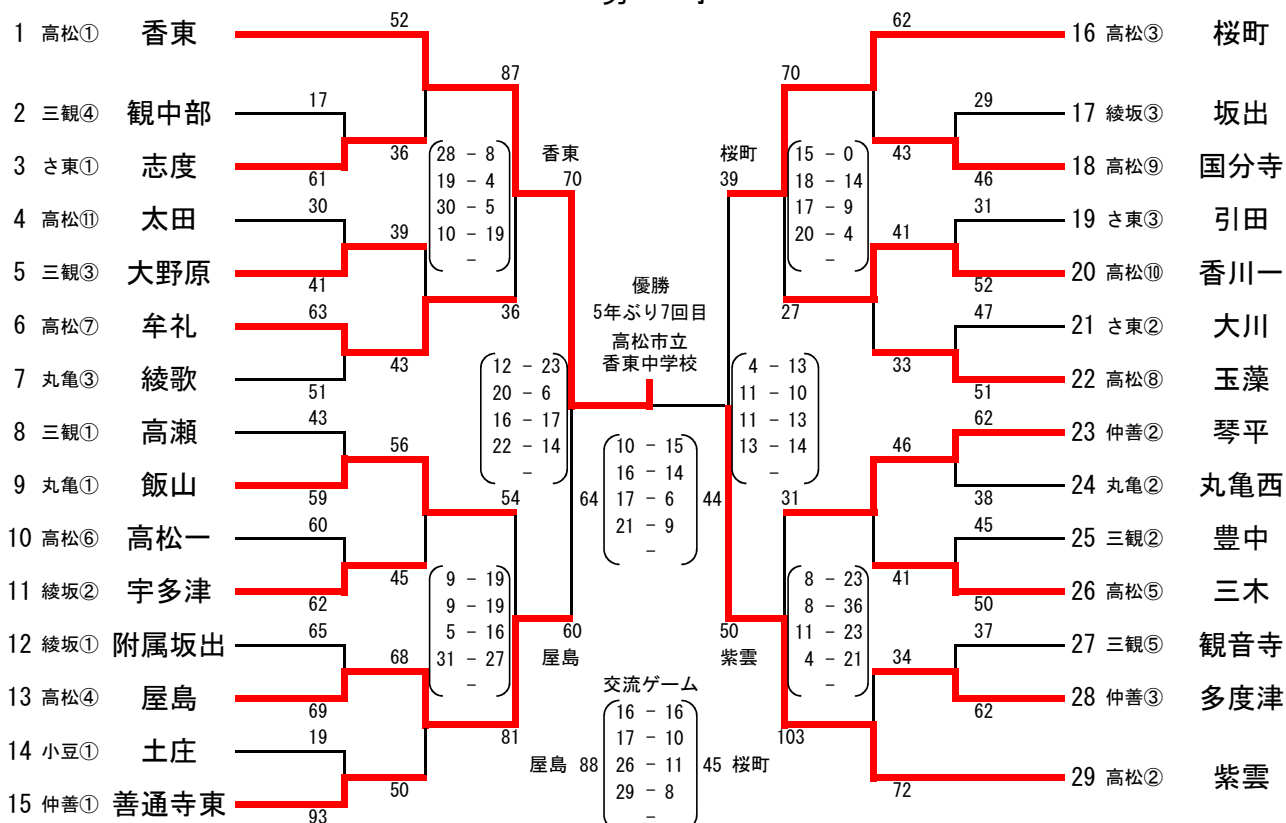 1 高松① 香東
2 三観④ 観中部
3 さ東① 志度
4 高松⑪ 太田
5 三観③ 大野原
6 高松⑦ 牟礼
7 丸亀③ 綾歌
8 三観① 高瀬
9 丸亀① 飯山
10 高松⑥ 高松一
11 綾坂② 宇多津
12 綾坂① 附属坂出
13 高松④ 屋島
14 小豆① 土庄
15 仲善① 善通寺東
52
17
61
36
30
41
39
63
51
43
43
59
56
60
62
45
65
69
68
19
93
50
87
36
28 - 8
19 - 4
30 - 5
10 - 19
-
54
81
9 - 19
9 - 19
5 - 16
31 - 27
-
香東
70
12 - 23
20 - 6
16 - 17
22 - 14
-
60
屋島
優勝
5年ぶり7回目
高松市立
香東中学校
64
10 - 15
16 - 14
17 - 6
21 - 9
-
44
交流ゲーム
屋島 88
16 - 16
17 - 10
26 - 11
29 - 8
-
45 桜町
桜町
39
4 - 13
11 - 10
11 - 13
13 - 14
-
50
紫雲
70
27
15 - 0
18 - 14
17 - 9
20 - 4
-
31
103
8 - 23
8 - 36
11 - 23
4 - 21
-
62
29
46
43
31
52
41
47
51
33
62
38
46
45
50
41
37
62
34
72
16 高松③ 桜町
17 綾坂③ 坂出
18 高松⑨ 国分寺
19 さ東③ 引田
20 高松⑩ 香川一
21 さ東② 大川
22 高松⑧ 玉藻
23 仲善② 琴平
24 丸亀② 丸亀西
25 三観② 豊中
26 高松⑤ 三木
27 三観⑤ 観音寺
28 仲善③ 多度津
29 高松② 紫雲